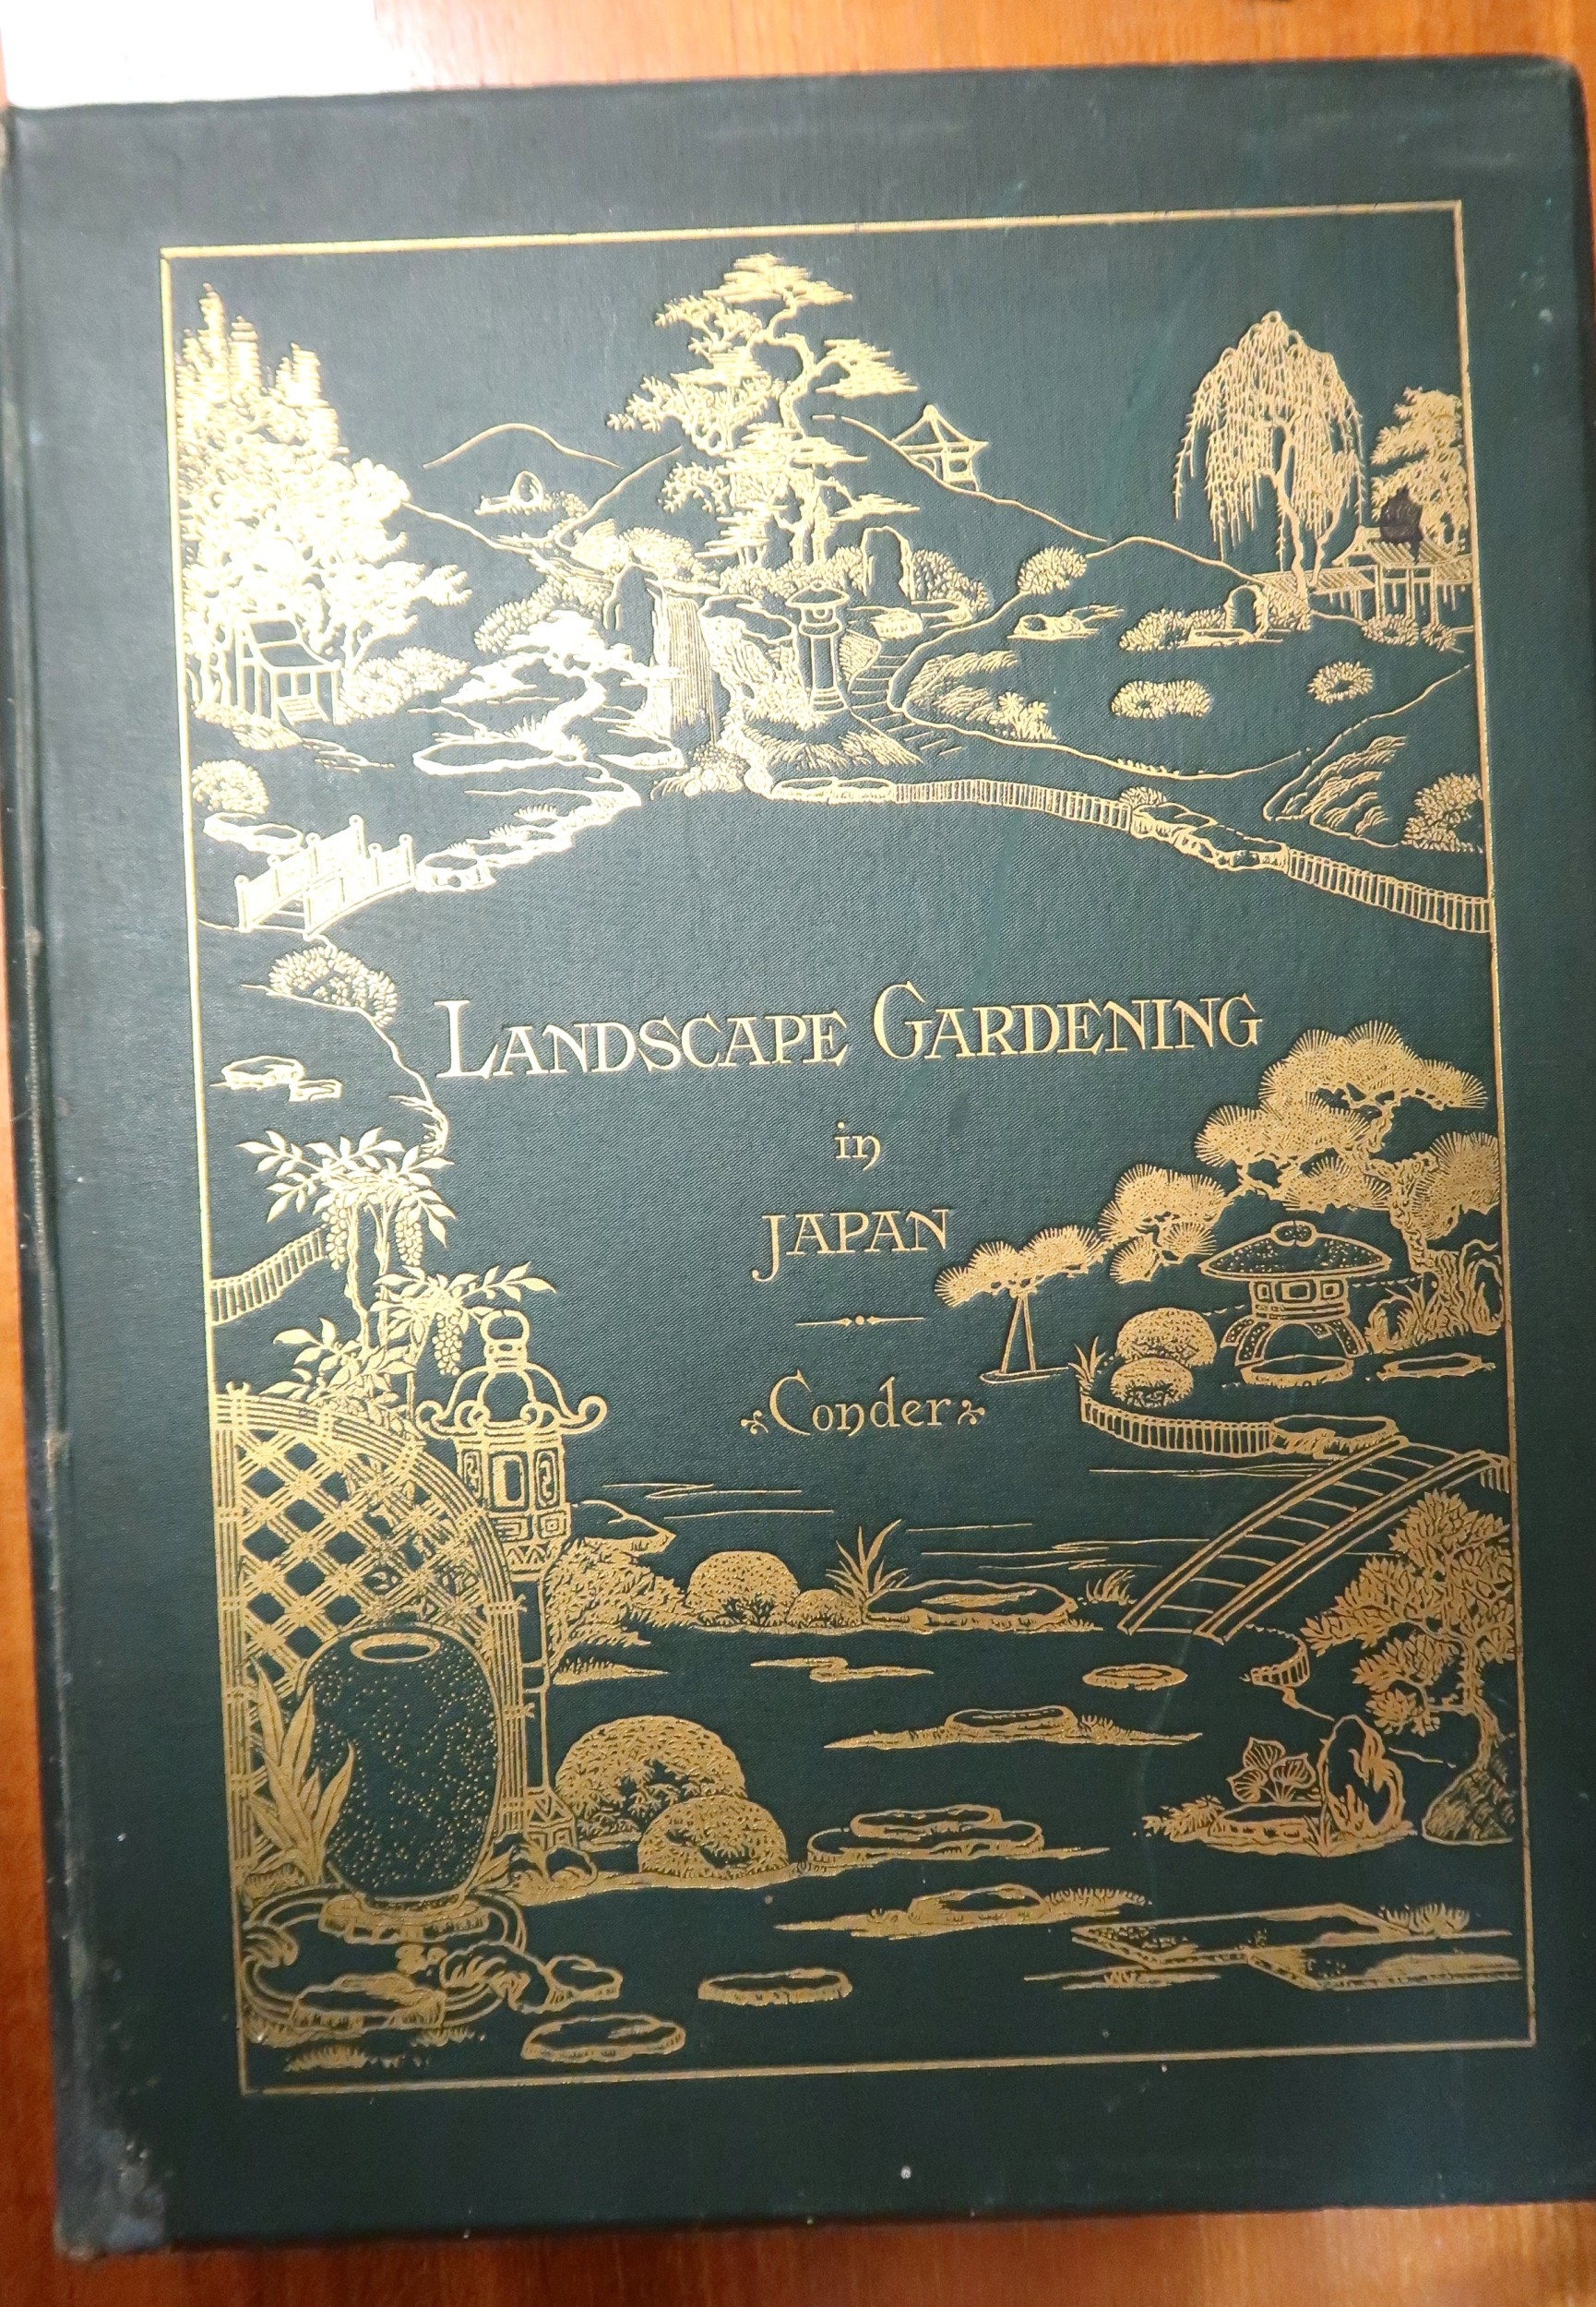 LANDSCAPE GARDENING
in
JAPAN
Conder